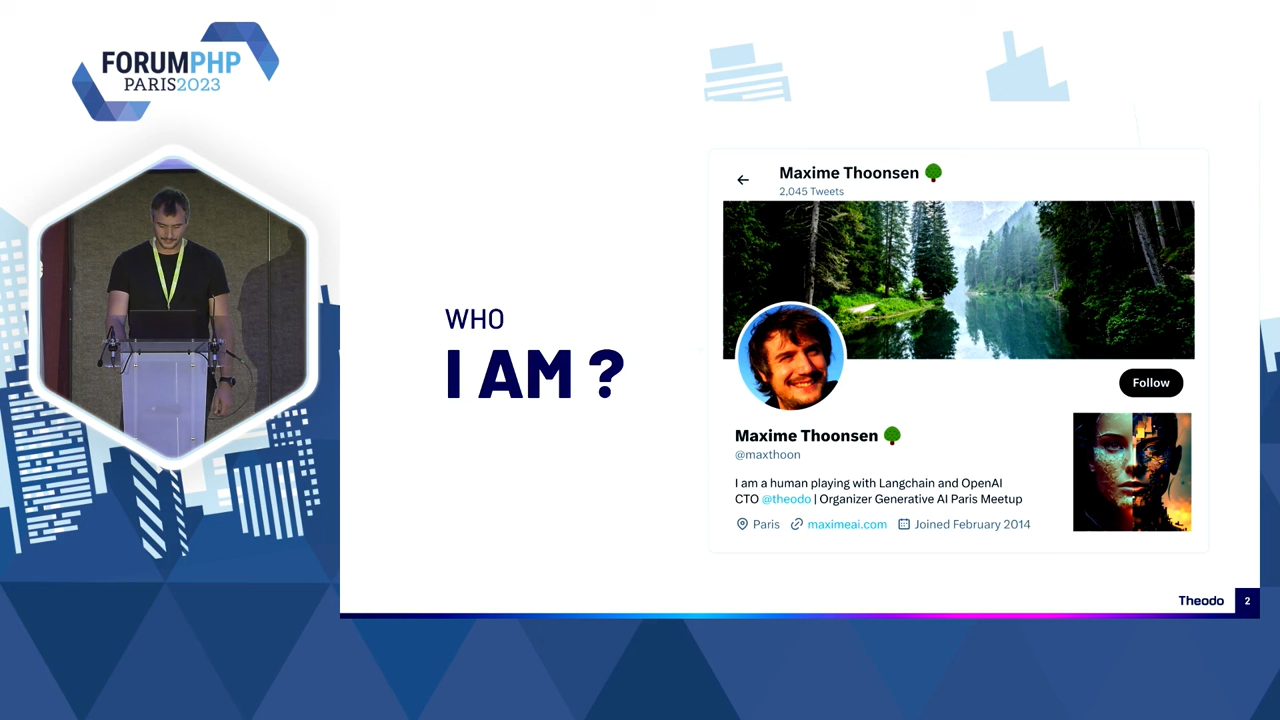 FORUMPHP
PARIS2023
WHO
I AM ?
Maxime Thoonsen
2,045 Tweets
Follow
Maxime Thoonsen
@maxthoon
I am a human playing with Langchain and OpenAI
CTO @theodo | Organizer Generative AI Paris Meetup
Paris maximeai.com Joined February 2014
Theodo 2